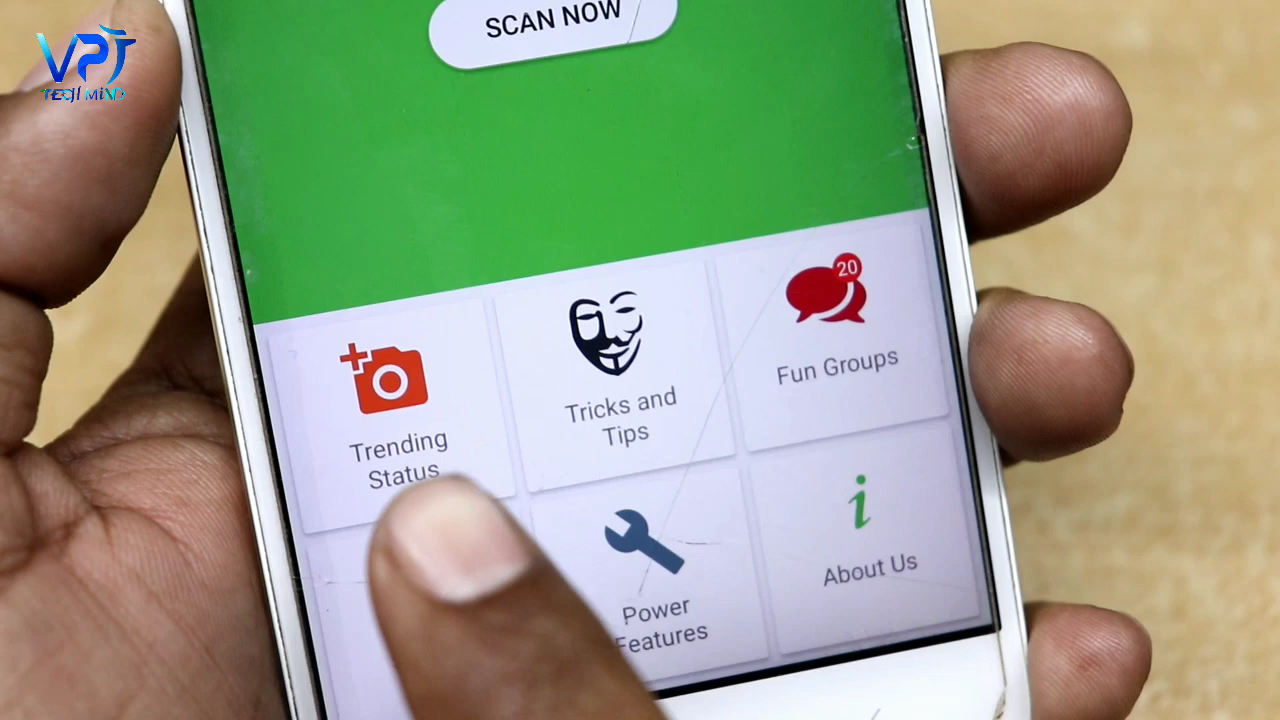 VPT
TECH MIND
SCAN NOW
20
Trending
Status
Tricks and
Tips
Fun Groups
Power
Features
i
About Us